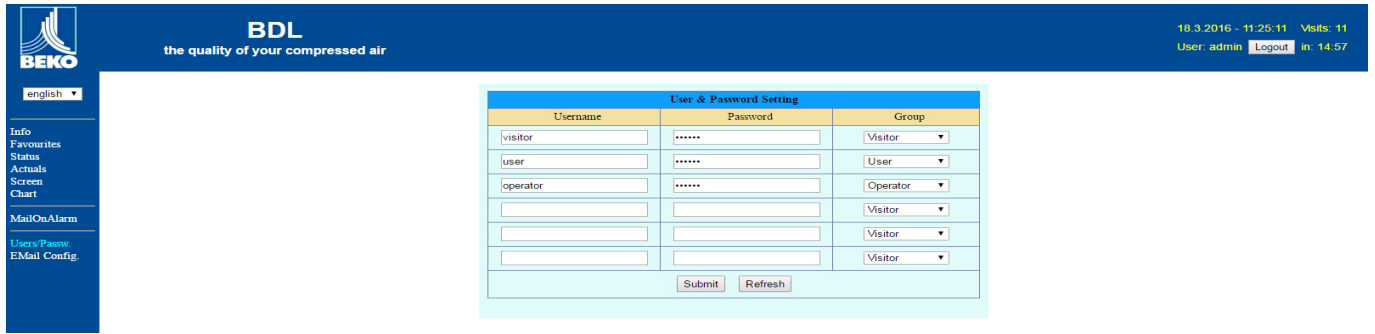 BEKO
BDL
the quality of your compressed air
18.3.2016 - 11:25:11 Visits: 11
User: admin Logout in: 14:57
english
Info
Favourites
Status
Actuals
Screen
Chart
MailOnAlarm
Users/Passw.
EMail Config.
User & Password Setting
Username Password Group
visitor •••••• Visitor
user •••••• User
operator •••••• Operator
Visitor
Visitor
Visitor
Submit Refresh